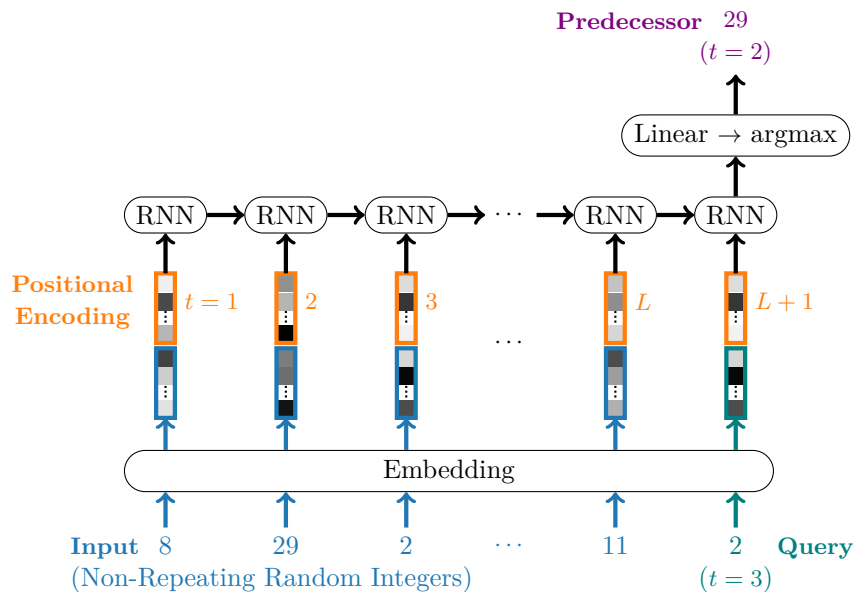 Predecessor 29
(t = 2)
Linear → argmax
RNN RNN RNN ··· RNN RNN
Positional
Encoding
t = 1 2 3 L L + 1
···
Embedding
Input 8 29 2 ··· 11 2 Query
(Non-Repeating Random Integers) (t = 3)